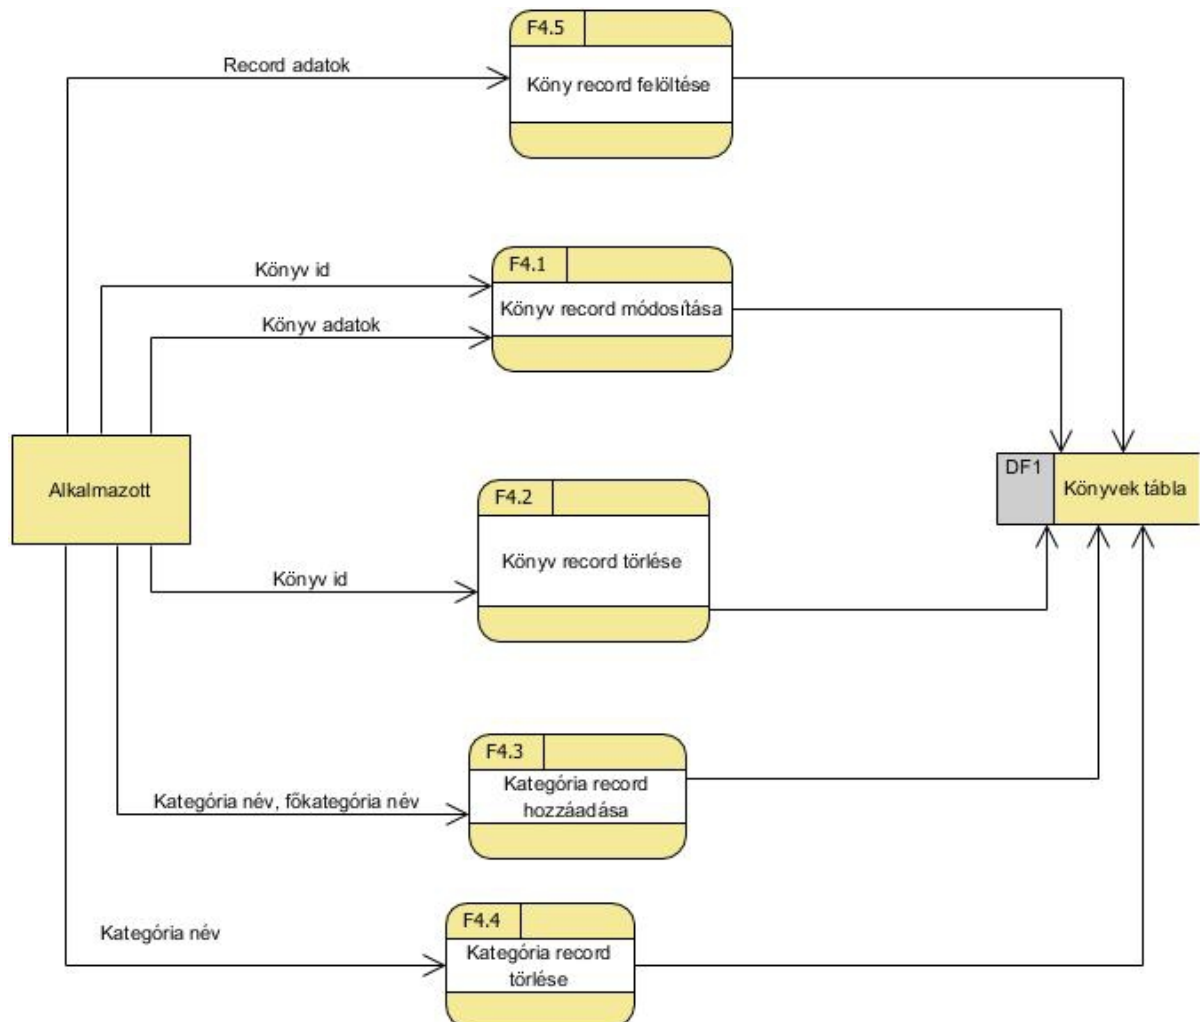 F4.5
Record adatok
Köny record felöltése
Könyv id
F4.1
Könyv record módosítása
Könyv adatok
Alkalmazott
DF1
Könyvek tábla
F4.2
Könyv record törlése
Könyv id
F4.3
Kategória record
hozzáadása
Kategória név, főkategória név
F4.4
Kategória név
Kategória record
törlése